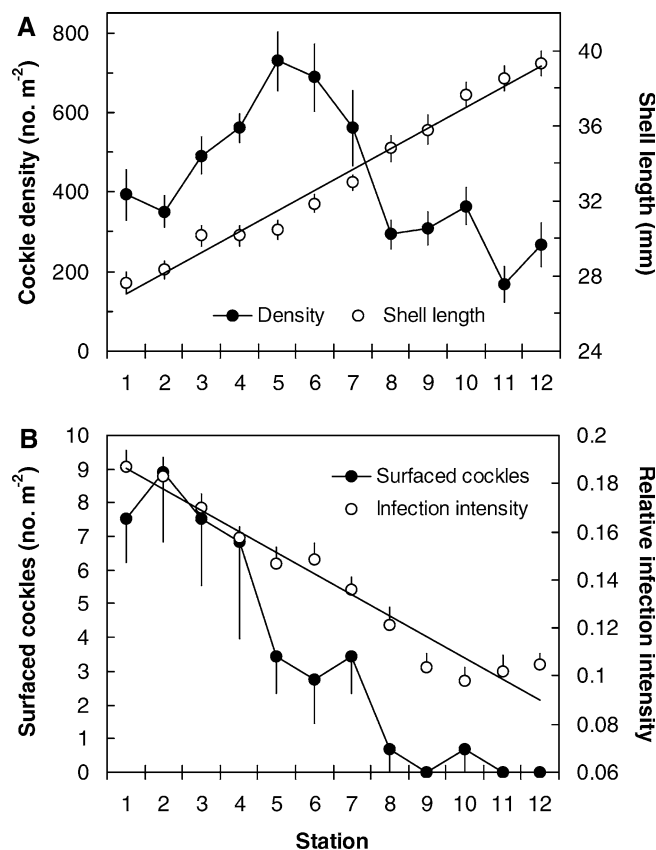 A
Cockle density (no. m-2)
800
600
400
200
0
40
36
32
28
24
Shell length (mm)
Density
Shell length
1 2 3 4 5 6 7 8 9 10 11 12
B
Surfaced cockles (no. m-2)
10
9
8
7
6
5
4
3
2
1
0
0.2
0.18
0.16
0.14
0.12
0.1
0.08
0.06
Relative infection intensity
Surfaced cockles
Infection intensity
1 2 3 4 5 6 7 8 9 10 11 12
Station